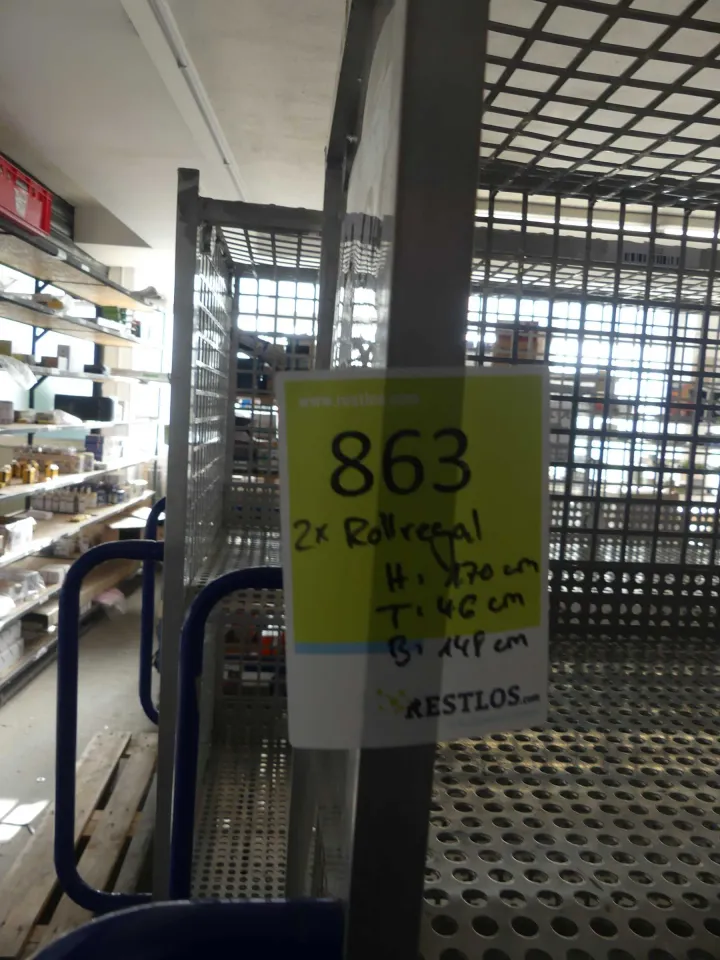 www.restlos.com
863
2x Rollregal
H: 170 cm
T: 46 cm
B: 148 cm
RESTLOS.com